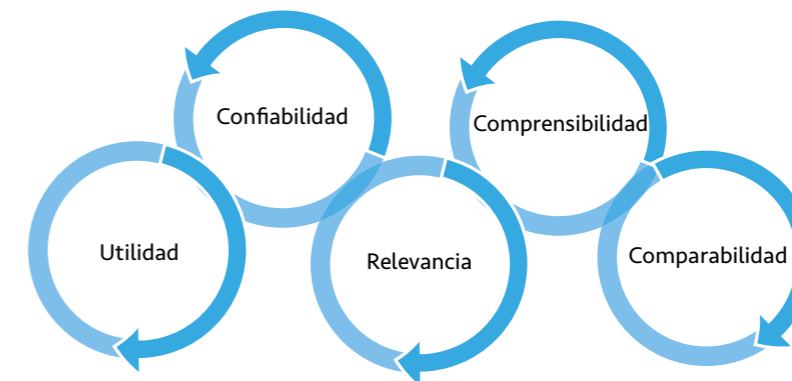 Utilidad
Confiabilidad
Relevancia
Comprensibilidad
Comparabilidad